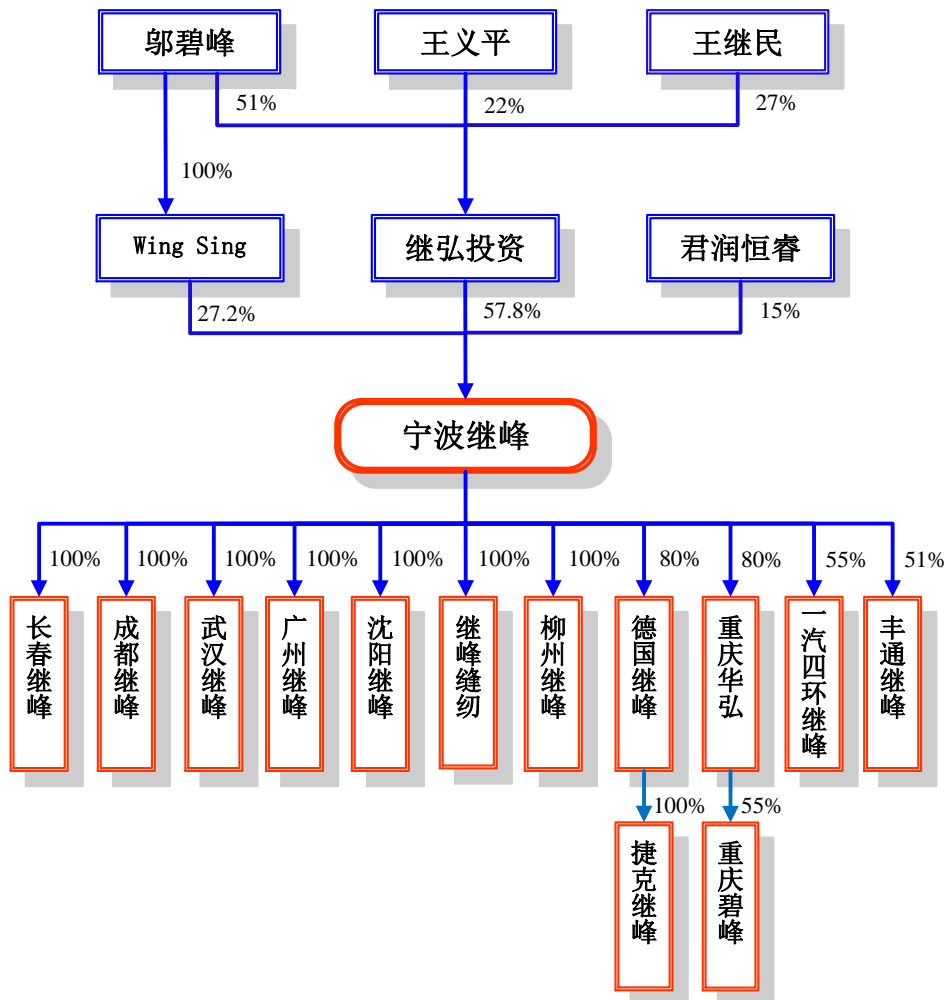 邬碧峰
王义平
王继民
51%
22%
27%
100%
Wing Sing
继弘投资
君润恒睿
27.2%
57.8%
15%
宁波继峰
100%
100%
100%
100%
100%
100%
100%
80%
80%
55%
51%
长春继峰
成都继峰
武汉继峰
广州继峰
沈阳继峰
继峰缝纫
柳州继峰
德国继峰
重庆华弘
一汽四环继峰
丰通继峰
100%
55%
捷克继峰
重庆碧峰